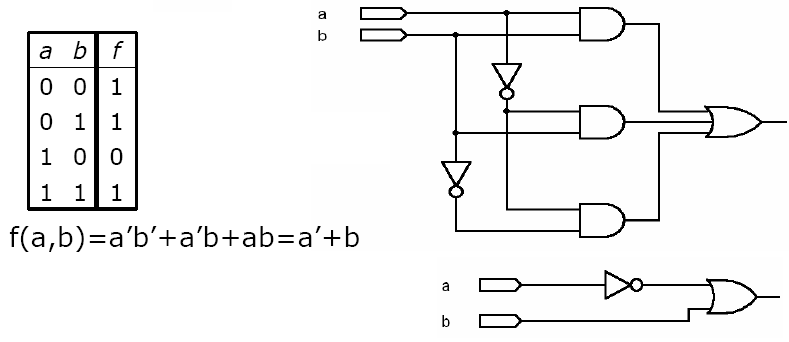 a b f
0 0 1
0 1 1
1 0 0
1 1 1
f(a,b)=a’b’+a’b+ab=a’+b
a
b
a
b